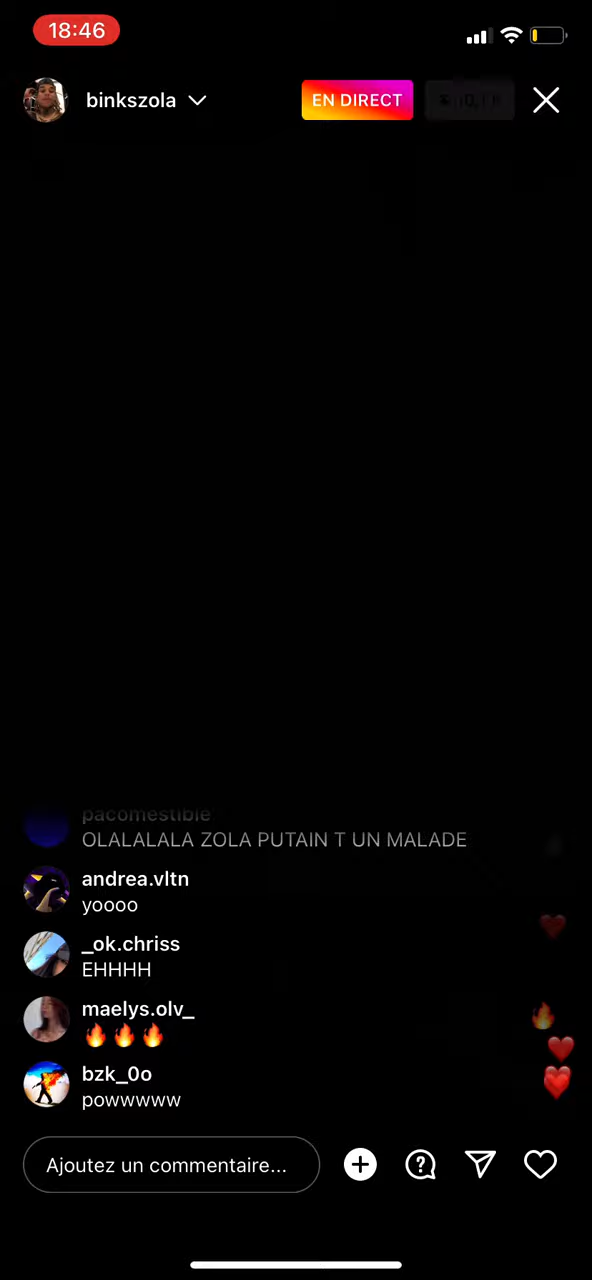 18:46
binkszola
EN DIRECT
pacomestible
OLALALALA ZOLA PUTAIN T UN MALADE
andrea.vltn
yoooo
_ok.chriss
EHHHH
maelys.olv_
🔥🔥🔥
bzk_0o
powwwww
Ajoutez un commentaire...